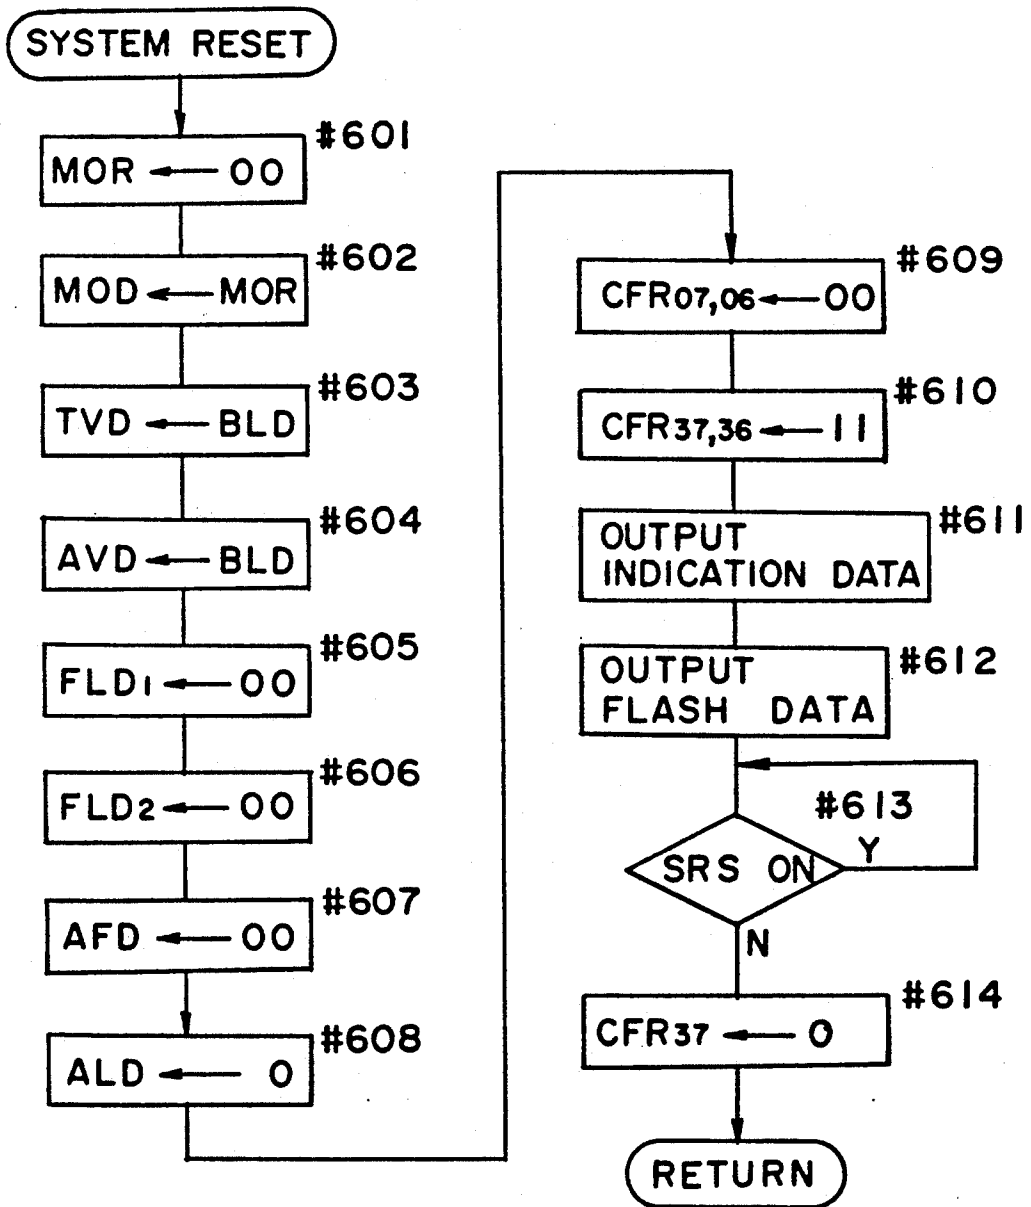 SYSTEM RESET
#601
MOR ← 00
#602
MOD ← MOR
#603
TVD ← BLD
#604
AVD ← BLD
#605
FLD1 ← 00
#606
FLD2 ← 00
#607
AFD ← 00
#608
ALD ← 0
#609
CFR07,06 ← 00
#610
CFR37,36 ← 11
#611
OUTPUT
INDICATION DATA
#612
OUTPUT
FLASH DATA
#613
SRS ON
Y
N
#614
CFR37 ← 0
RETURN